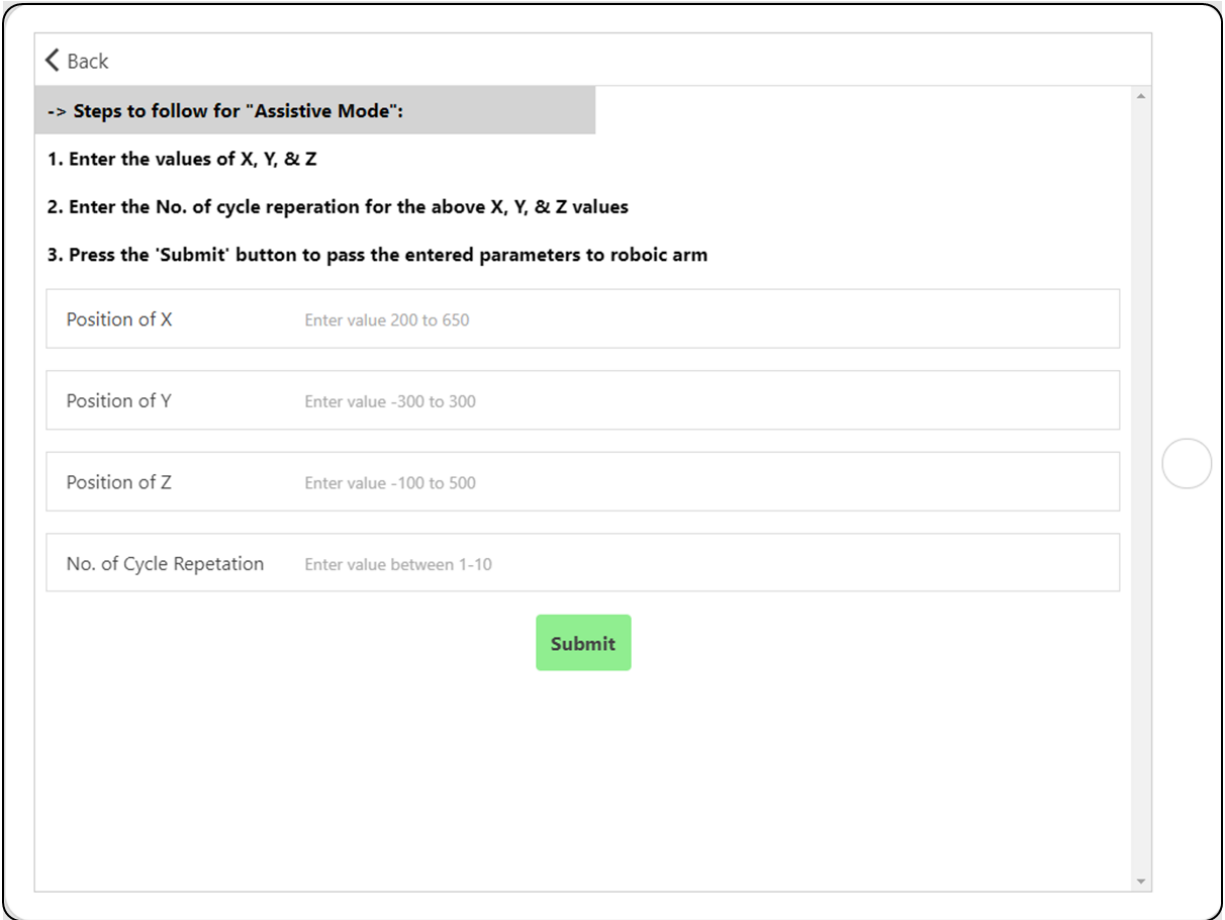 Back
-> Steps to follow for "Assistive Mode":
1. Enter the values of X, Y, & Z
2. Enter the No. of cycle reperation for the above X, Y, & Z values
3. Press the 'Submit' button to pass the entered parameters to roboic arm
Position of X Enter value 200 to 650
Position of Y Enter value -300 to 300
Position of Z Enter value -100 to 500
No. of Cycle Repetation Enter value between 1-10
Submit